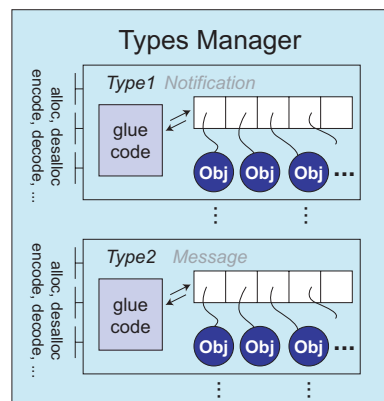 Types Manager
alloc, desalloc
encode, decode, ...
Type1 Notification
glue
code
Obj Obj Obj ...
alloc, desalloc
encode, decode, ...
Type2 Message
glue
code
Obj Obj Obj ...